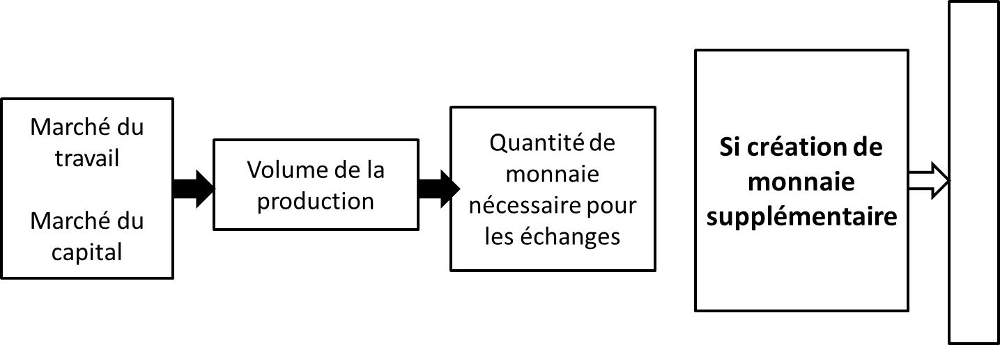 Marché du
travail
Marché du
capital
Volume de la
production
Quantité de
monnaie
nécessaire pour
les échanges
Si création de
monnaie
supplémentaire